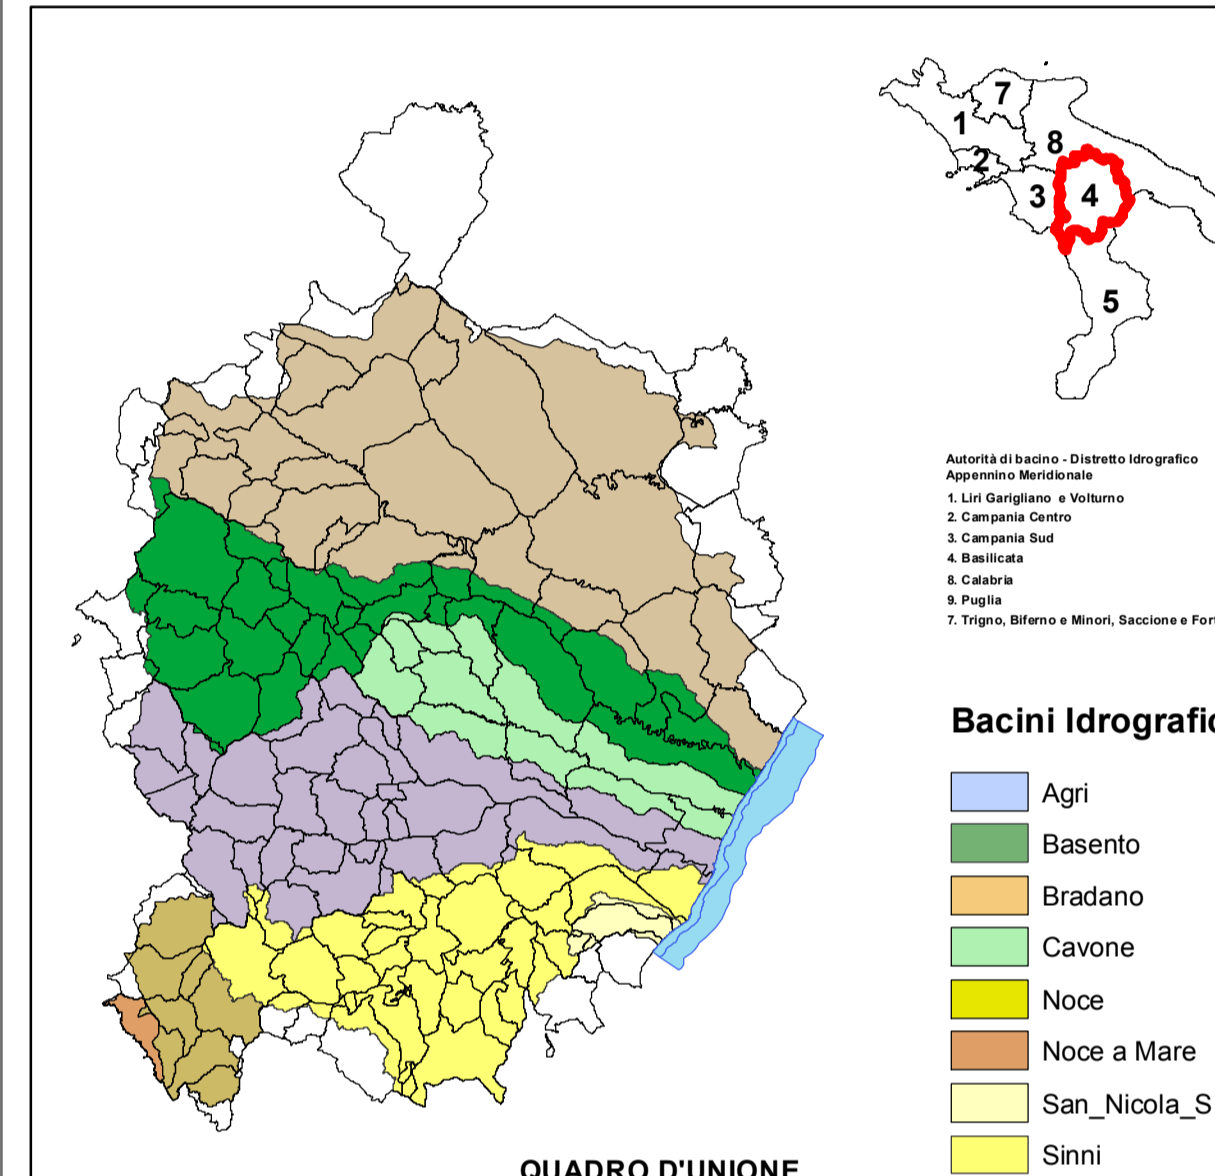 7
1
8
2
3
4
5
Autorità di bacino - Distretto Idrografico
Appennino Meridionale
1. Liri Garigliano e Volturno
2. Campania Centro
3. Campania Sud
4. Basilicata
8. Calabria
9. Puglia
7. Trigno, Biferno e Minori, Saccione e Fort
Bacini Idrografic
Agri
Basento
Bradano
Cavone
Noce
Noce a Mare
San_Nicola_S
Sinni
QUADRO D'UNIONE